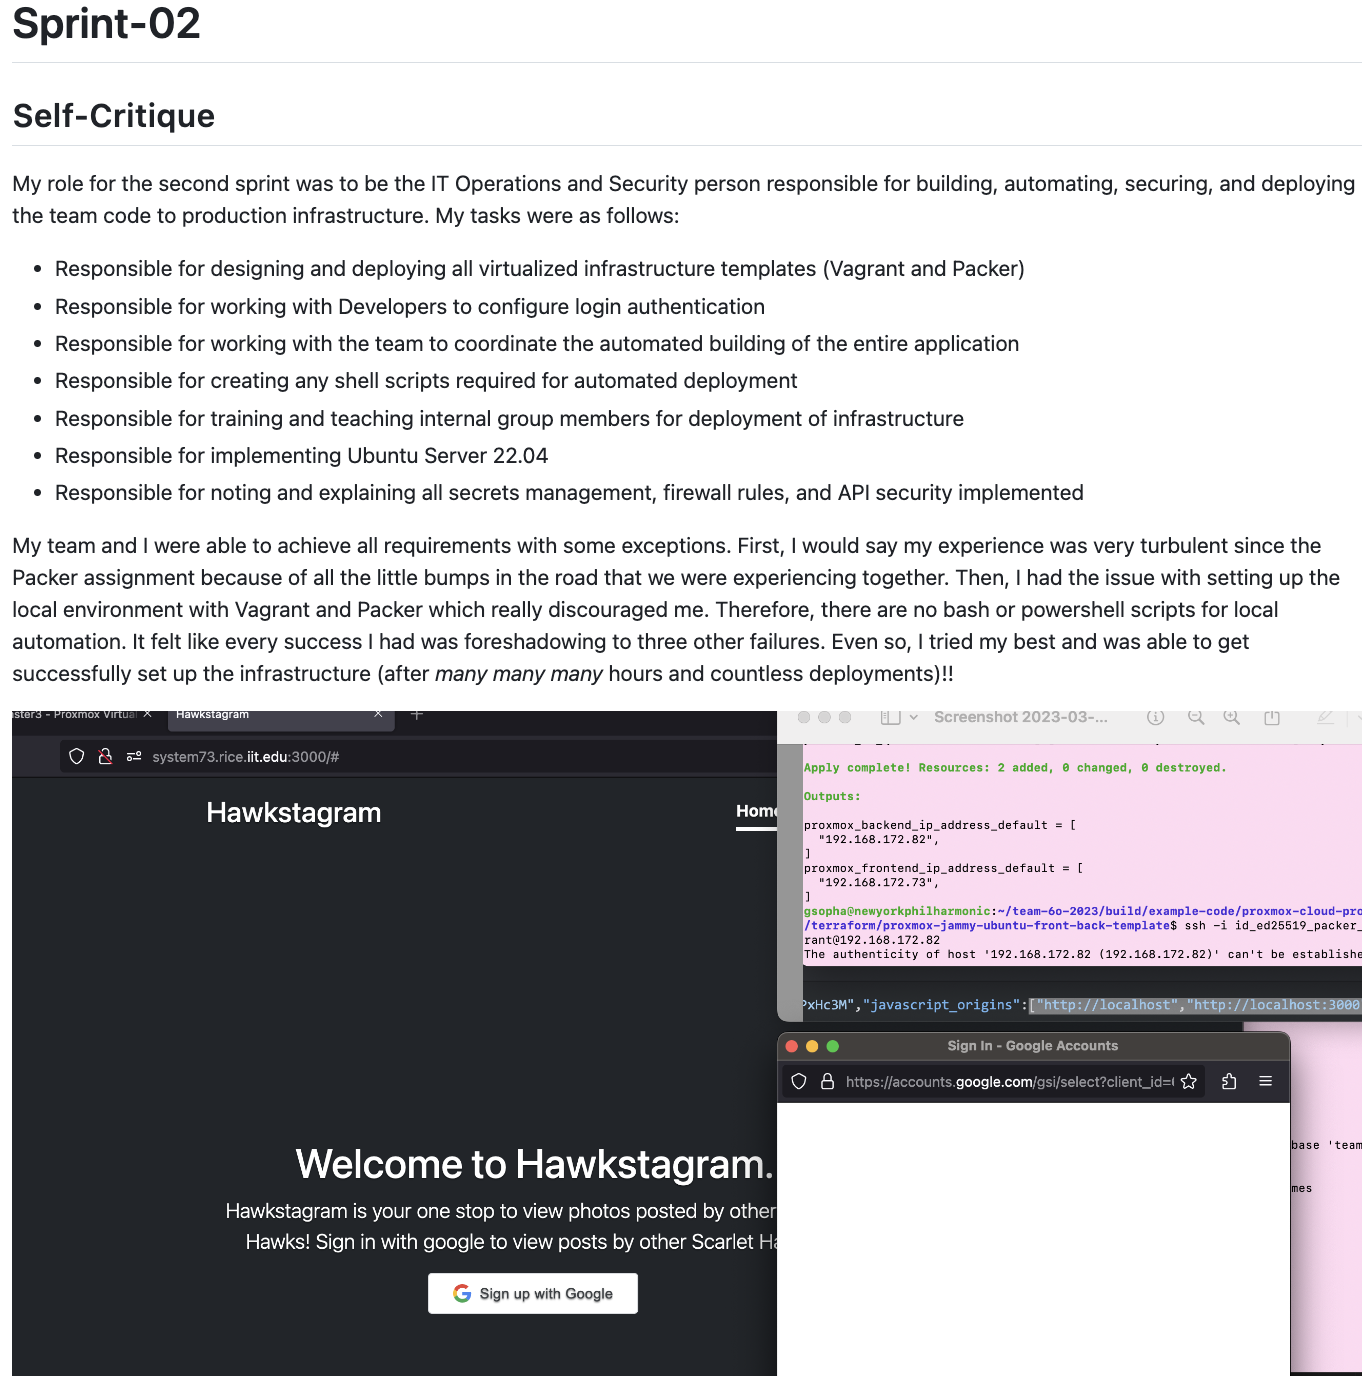 Sprint-02
Self-Critique
My role for the second sprint was to be the IT Operations and Security person responsible for building, automating, securing, and deploying
the team code to production infrastructure. My tasks were as follows:
• Responsible for designing and deploying all virtualized infrastructure templates (Vagrant and Packer)
• Responsible for working with Developers to configure login authentication
• Responsible for working with the team to coordinate the automated building of the entire application
• Responsible for creating any shell scripts required for automated deployment
• Responsible for training and teaching internal group members for deployment of infrastructure
• Responsible for implementing Ubuntu Server 22.04
• Responsible for noting and explaining all secrets management, firewall rules, and API security implemented
My team and I were able to achieve all requirements with some exceptions. First, I would say my experience was very turbulent since the
Packer assignment because of all the little bumps in the road that we were experiencing together. Then, I had the issue with setting up the
local environment with Vagrant and Packer which really discouraged me. Therefore, there are no bash or powershell scripts for local
automation. It felt like every success I had was foreshadowing to three other failures. Even so, I tried my best and was able to get
successfully set up the infrastructure (after many many many hours and countless deployments)!!
ister3 - Proxmox Virtual
Hawkstagram
system73.rice.iit.edu:3000/#
Hawkstagram
Home
Welcome to Hawkstagram.
Hawkstagram is your one stop to view photos posted by other
Hawks! Sign in with google to view posts by other Scarlet Ha
Sign up with Google
Screenshot 2023-03-...
Apply complete! Resources: 2 added, 0 changed, 0 destroyed.
Outputs:
proxmox_backend_ip_address_default = [
"192.168.172.82",
]
proxmox_frontend_ip_address_default = [
"192.168.172.73",
]
gsopha@newyorkphilharmonic:~/team-6o-2023/build/example-code/proxmox-cloud-pro
/terraform/proxmox-jammy-ubuntu-front-back-template$ ssh -i id_ed25519_packer_
rant@192.168.172.82
The authenticity of host '192.168.172.82 (192.168.172.82)' can't be establishe
PxHc3M","javascript_origins":["http://localhost","http://localhost:3000
Sign In - Google Accounts
https://accounts.google.com/gsi/select?client_id=
base 'team
mes